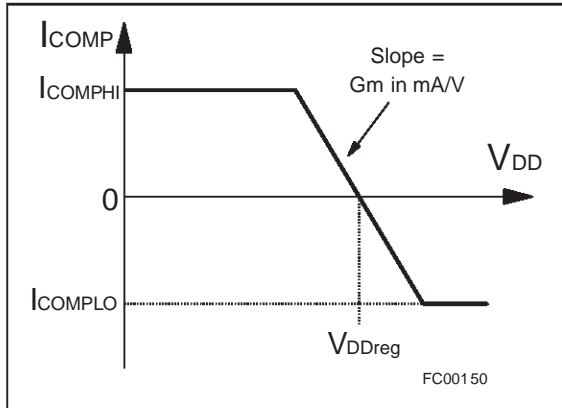 ICOMP
ICOMPHI
Slope =
Gm in mA/V
VDD
0
ICOMPLO
VDDreg
FC00150